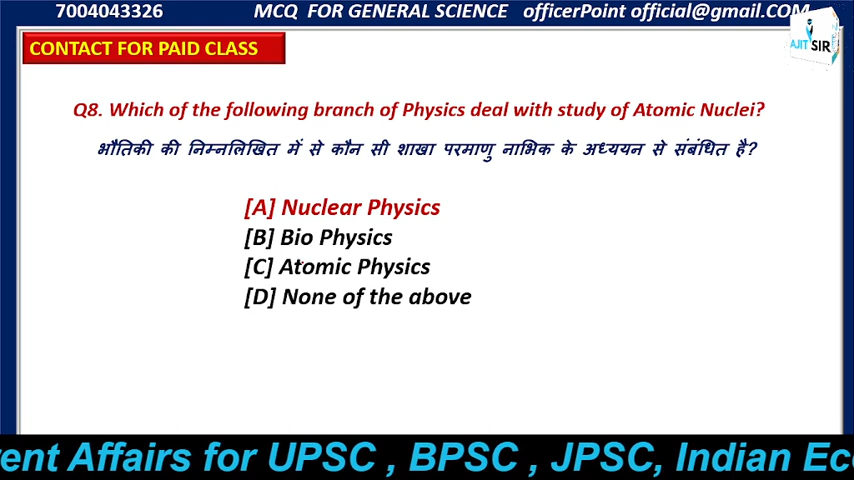 7004043326 MCQ FOR GENERAL SCIENCE officerPoint official@gmail.COM
AJIT SIR
CONTACT FOR PAID CLASS
Q8. Which of the following branch of Physics deal with study of Atomic Nuclei?
भौतिकी की निम्नलिखित में से कौन सी शाखा परमाणु नाभिक के अध्ययन से संबंधित है?
[A] Nuclear Physics
[B] Bio Physics
[C] Atomic Physics
[D] None of the above
rent Affairs for UPSC , BPSC , JPSC, Indian Ec